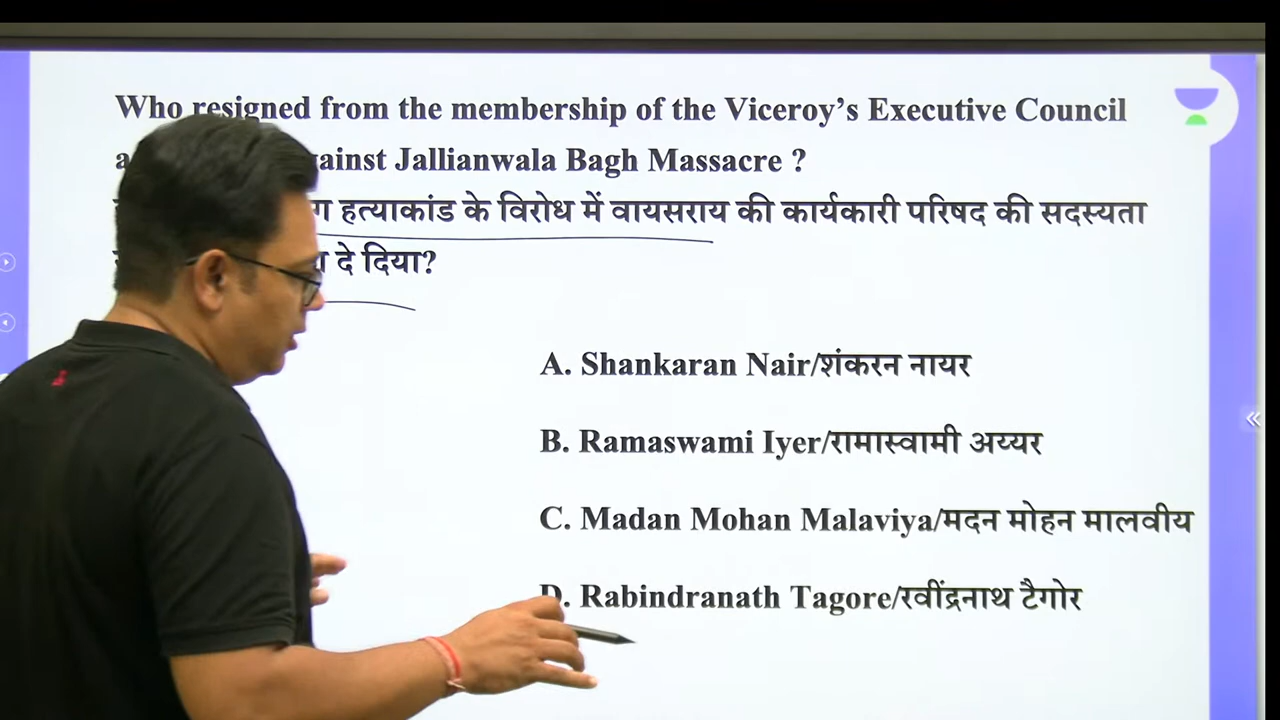 Who resigned from the membership of the Viceroy's Executive Council
Jallianwala Bagh Massacre ?
हत्याकांड के विरोध में वायसराय की कार्यकारी परिषद की सदस्यता
दे दिया?
A. Shankaran Nair/शंकरन नायर
B. Ramaswami Iyer/रामास्वामी अय्यर
C. Madan Mohan Malaviya/मदन मोहन मालवीय
D. Rabindranath Tagore/रवींद्रनाथ टैगोर